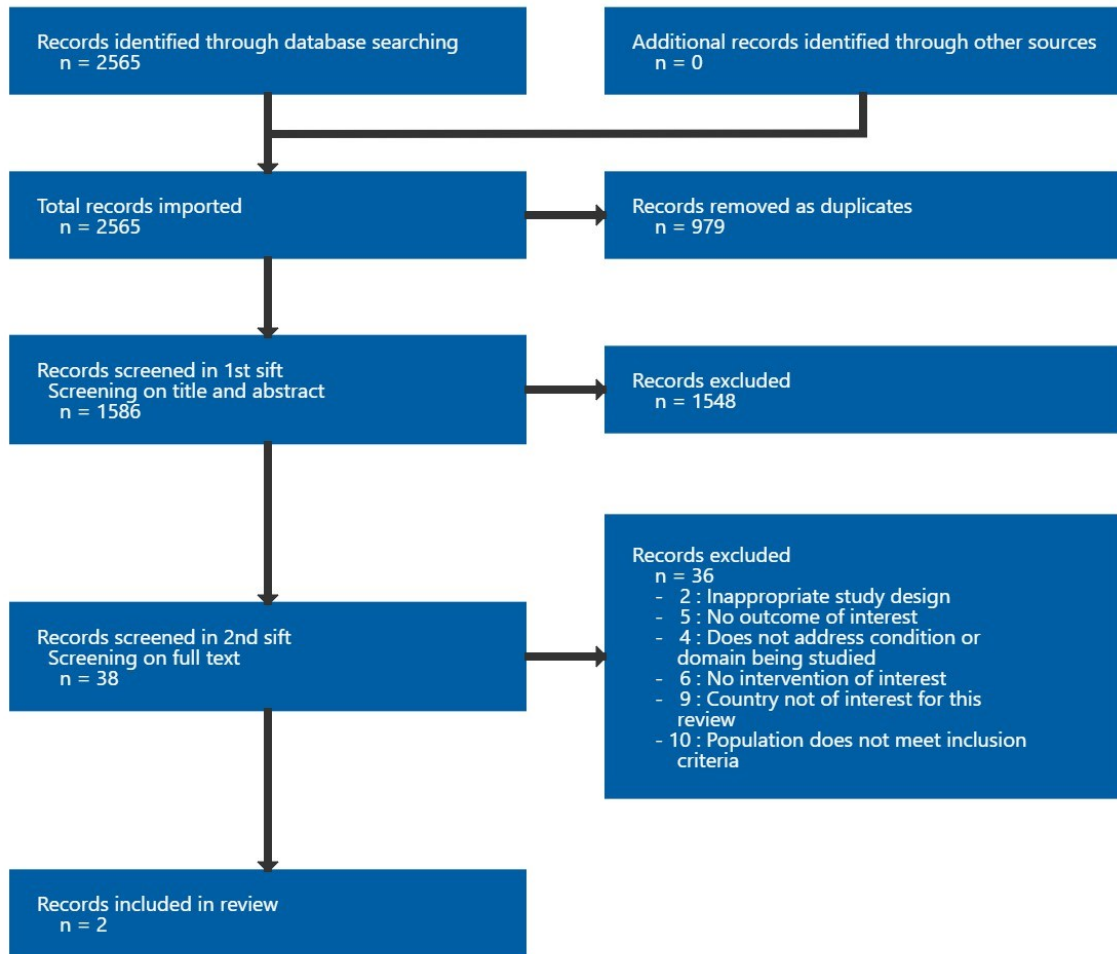 Records identified through database searching
n = 2565
Additional records identified through other sources
n = 0
Total records imported
n = 2565
Records removed as duplicates
n = 979
Records screened in 1st sift
Screening on title and abstract
n = 1586
Records excluded
n = 1548
Records screened in 2nd sift
Screening on full text
n = 38
Records excluded
n = 36
- 2 : Inappropriate study design
- 5 : No outcome of interest
- 4 : Does not address condition or
domain being studied
- 6 : No intervention of interest
- 9 : Country not of interest for this
review
- 10 : Population does not meet inclusion
criteria
Records included in review
n = 2